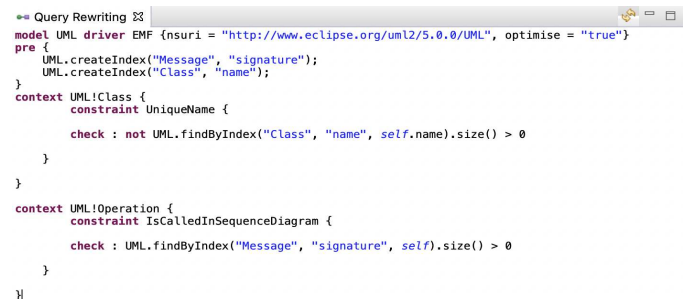 Query Rewriting
model UML driver EMF {nsuri = "http://www.eclipse.org/uml2/5.0.0/UML", optimise = "true"}
pre {
    UML.createIndex("Message", "signature");
    UML.createIndex("Class", "name");
}
context UML!Class {
        constraint UniqueName {

        check : not UML.findByIndex("Class", "name", self.name).size() > 0

    }

}

context UML!Operation {
        constraint IsCalledInSequenceDiagram {

        check : UML.findByIndex("Message", "signature", self).size() > 0

    }

}